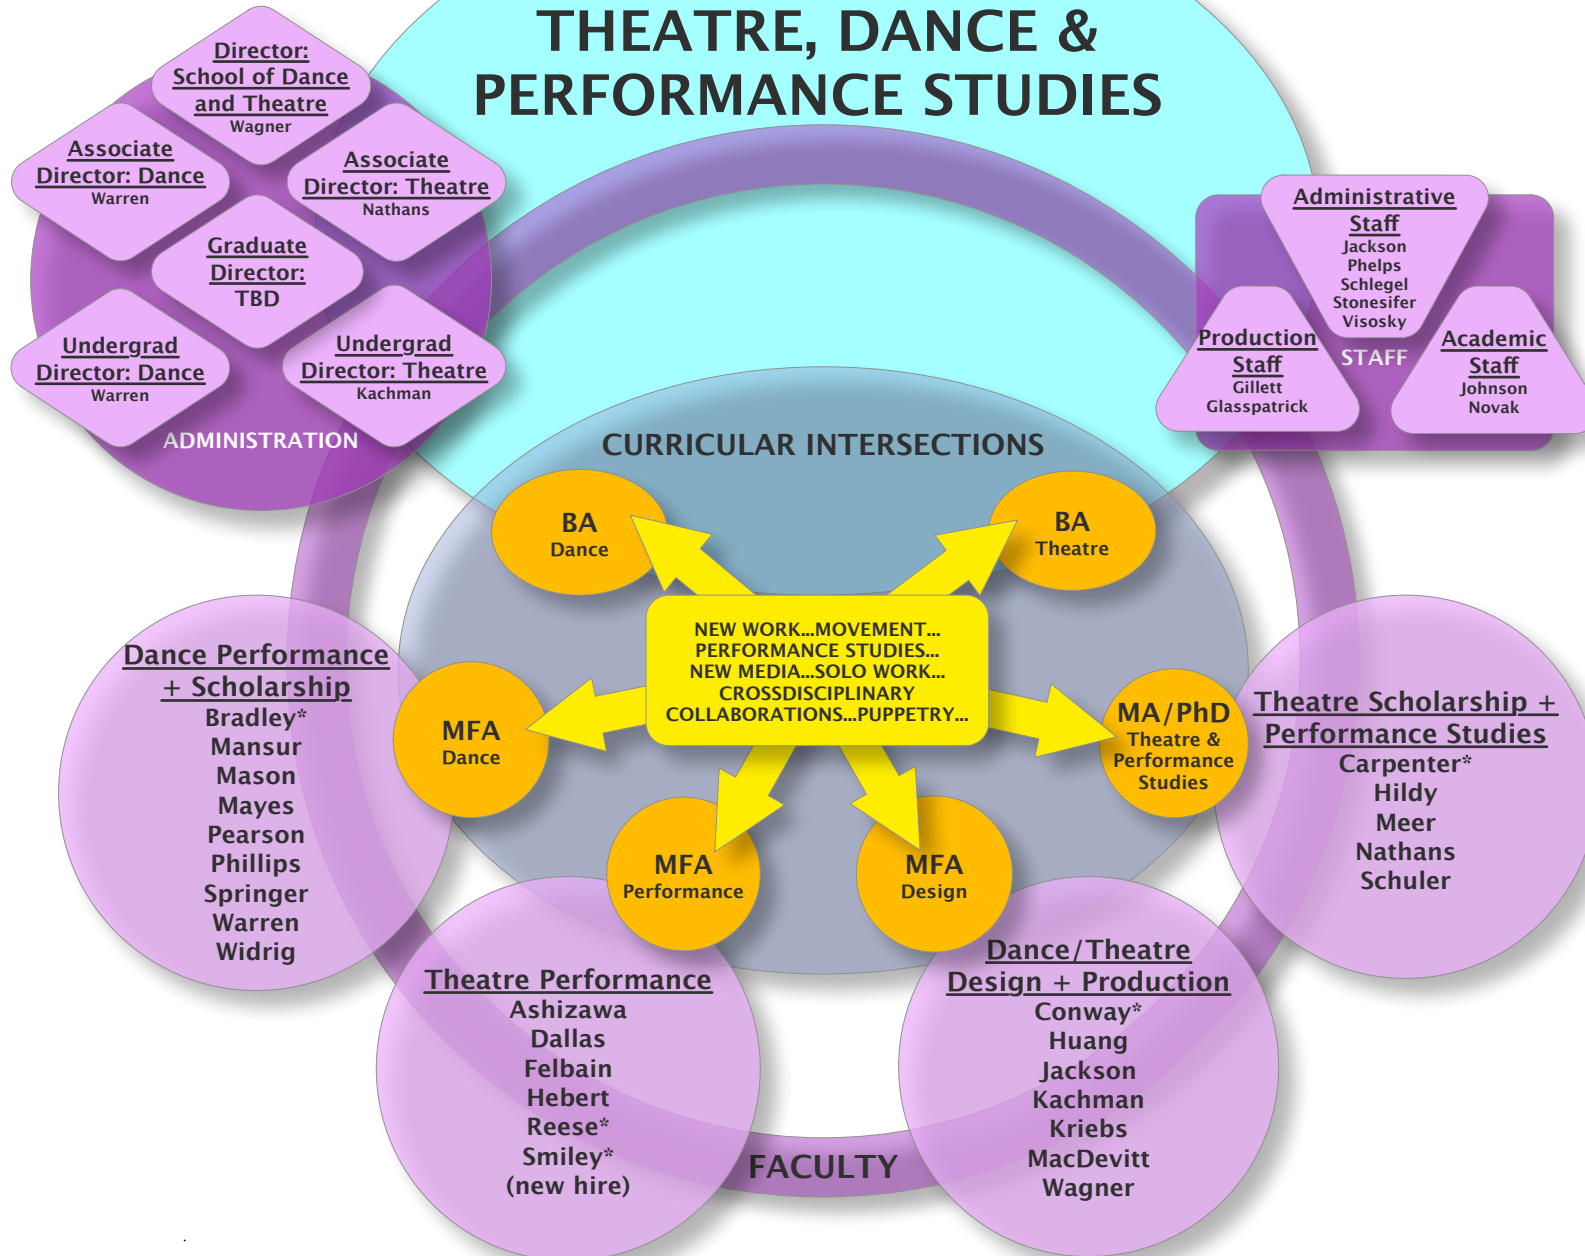 THEATRE, DANCE &
PERFORMANCE STUDIES
Director:
School of Dance
and Theatre
Wagner
Associate
Director: Dance
Warren
Associate
Director: Theatre
Nathans
Graduate
Director:
TBD
Undergrad
Director: Dance
Warren
Undergrad
Director: Theatre
Kachman
ADMINISTRATION
Administrative
Staff
Jackson
Phelps
Schlegel
Stonesifer
Visosky
Production
Staff
Gillett
Glasspatrick
STAFF
Academic
Staff
Johnson
Novak
CURRICULAR INTERSECTIONS
BA
Dance
BA
Theatre
NEW WORK...MOVEMENT...
PERFORMANCE STUDIES...
NEW MEDIA...SOLO WORK...
CROSSDISCIPLINARY
COLLABORATIONS...PUPPETRY...
MFA
Dance
MA/PhD
Theatre &
Performance
Studies
MFA
Performance
MFA
Design
Dance Performance
+ Scholarship
Bradley*
Mansur
Mason
Mayes
Pearson
Phillips
Springer
Warren
Widrig
Theatre Scholarship +
Performance Studies
Carpenter*
Hildy
Meer
Nathans
Schuler
Theatre Performance
Ashizawa
Dallas
Felbain
Hebert
Reese*
Smiley*
(new hire)
Dance/Theatre
Design + Production
Conway*
Huang
Jackson
Kachman
Kriebs
MacDevitt
Wagner
FACULTY